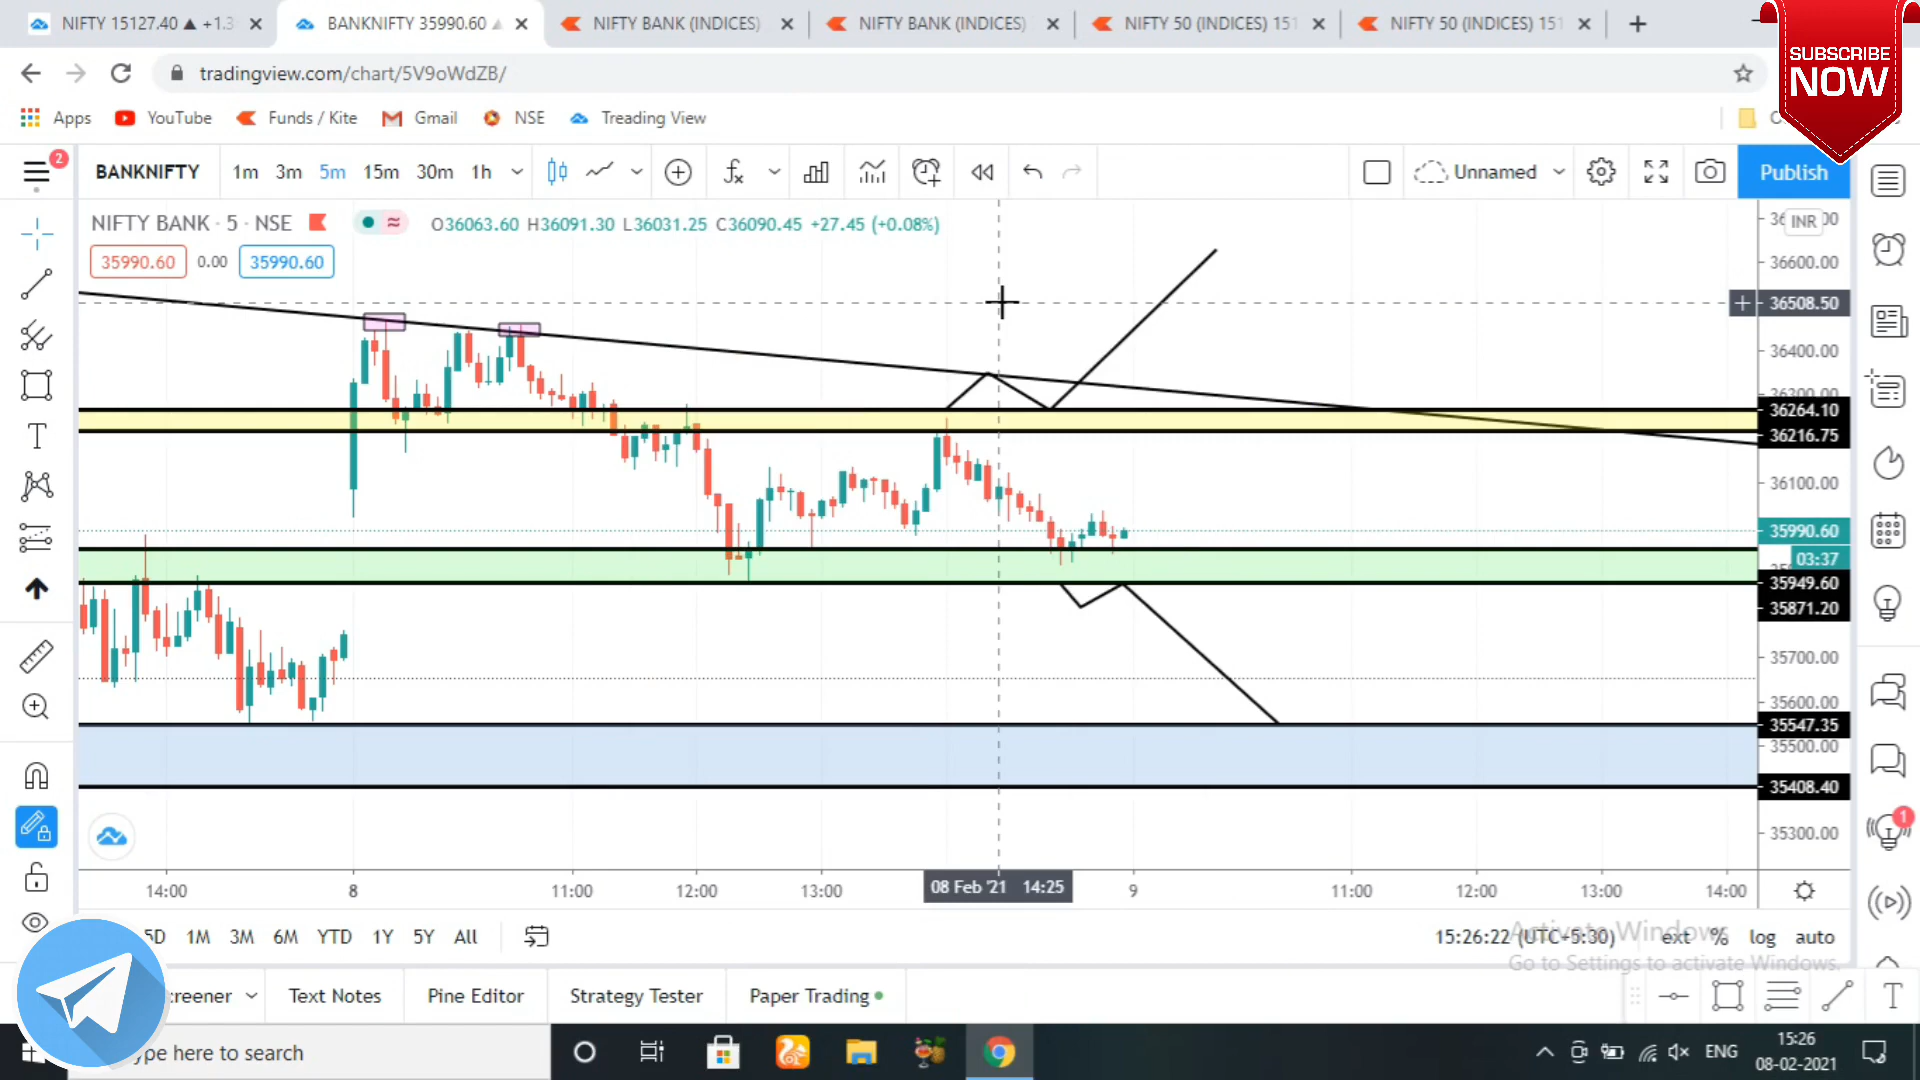 NIFTY 15127.40 ▲ +1.3
BANKNIFTY 35990.60 ▲
NIFTY BANK (INDICES)
NIFTY BANK (INDICES)
NIFTY 50 (INDICES) 151
NIFTY 50 (INDICES) 151
SUBSCRIBE
NOW
tradingview.com/chart/5V9oWdZB/
Apps YouTube Funds / Kite Gmail NSE Treading View
2
BANKNIFTY 1m 3m 5m 15m 30m 1h Unnamed Publish
NIFTY BANK · 5 · NSE O36063.60 H36091.30 L36031.25 C36090.45 +27.45 (+0.08%)
INR
35990.60 0.00 35990.60
36600.00
36508.50
36400.00
36264.10
36216.75
36100.00
35990.60
03:37
35949.60
35871.20
35700.00
35600.00
35547.35
35500.00
35408.40
35300.00
1
14:00 8 11:00 12:00 13:00 08 Feb '21 14:25 9 11:00 12:00 13:00 14:00
5D 1M 3M 6M YTD 1Y 5Y All 15:26:22 (UTC+5:30) ext % log auto
Activate Windows
Go to Settings to activate Windows.
creener Text Notes Pine Editor Strategy Tester Paper Trading
ype here to search
ENG
15:26
08-02-2021